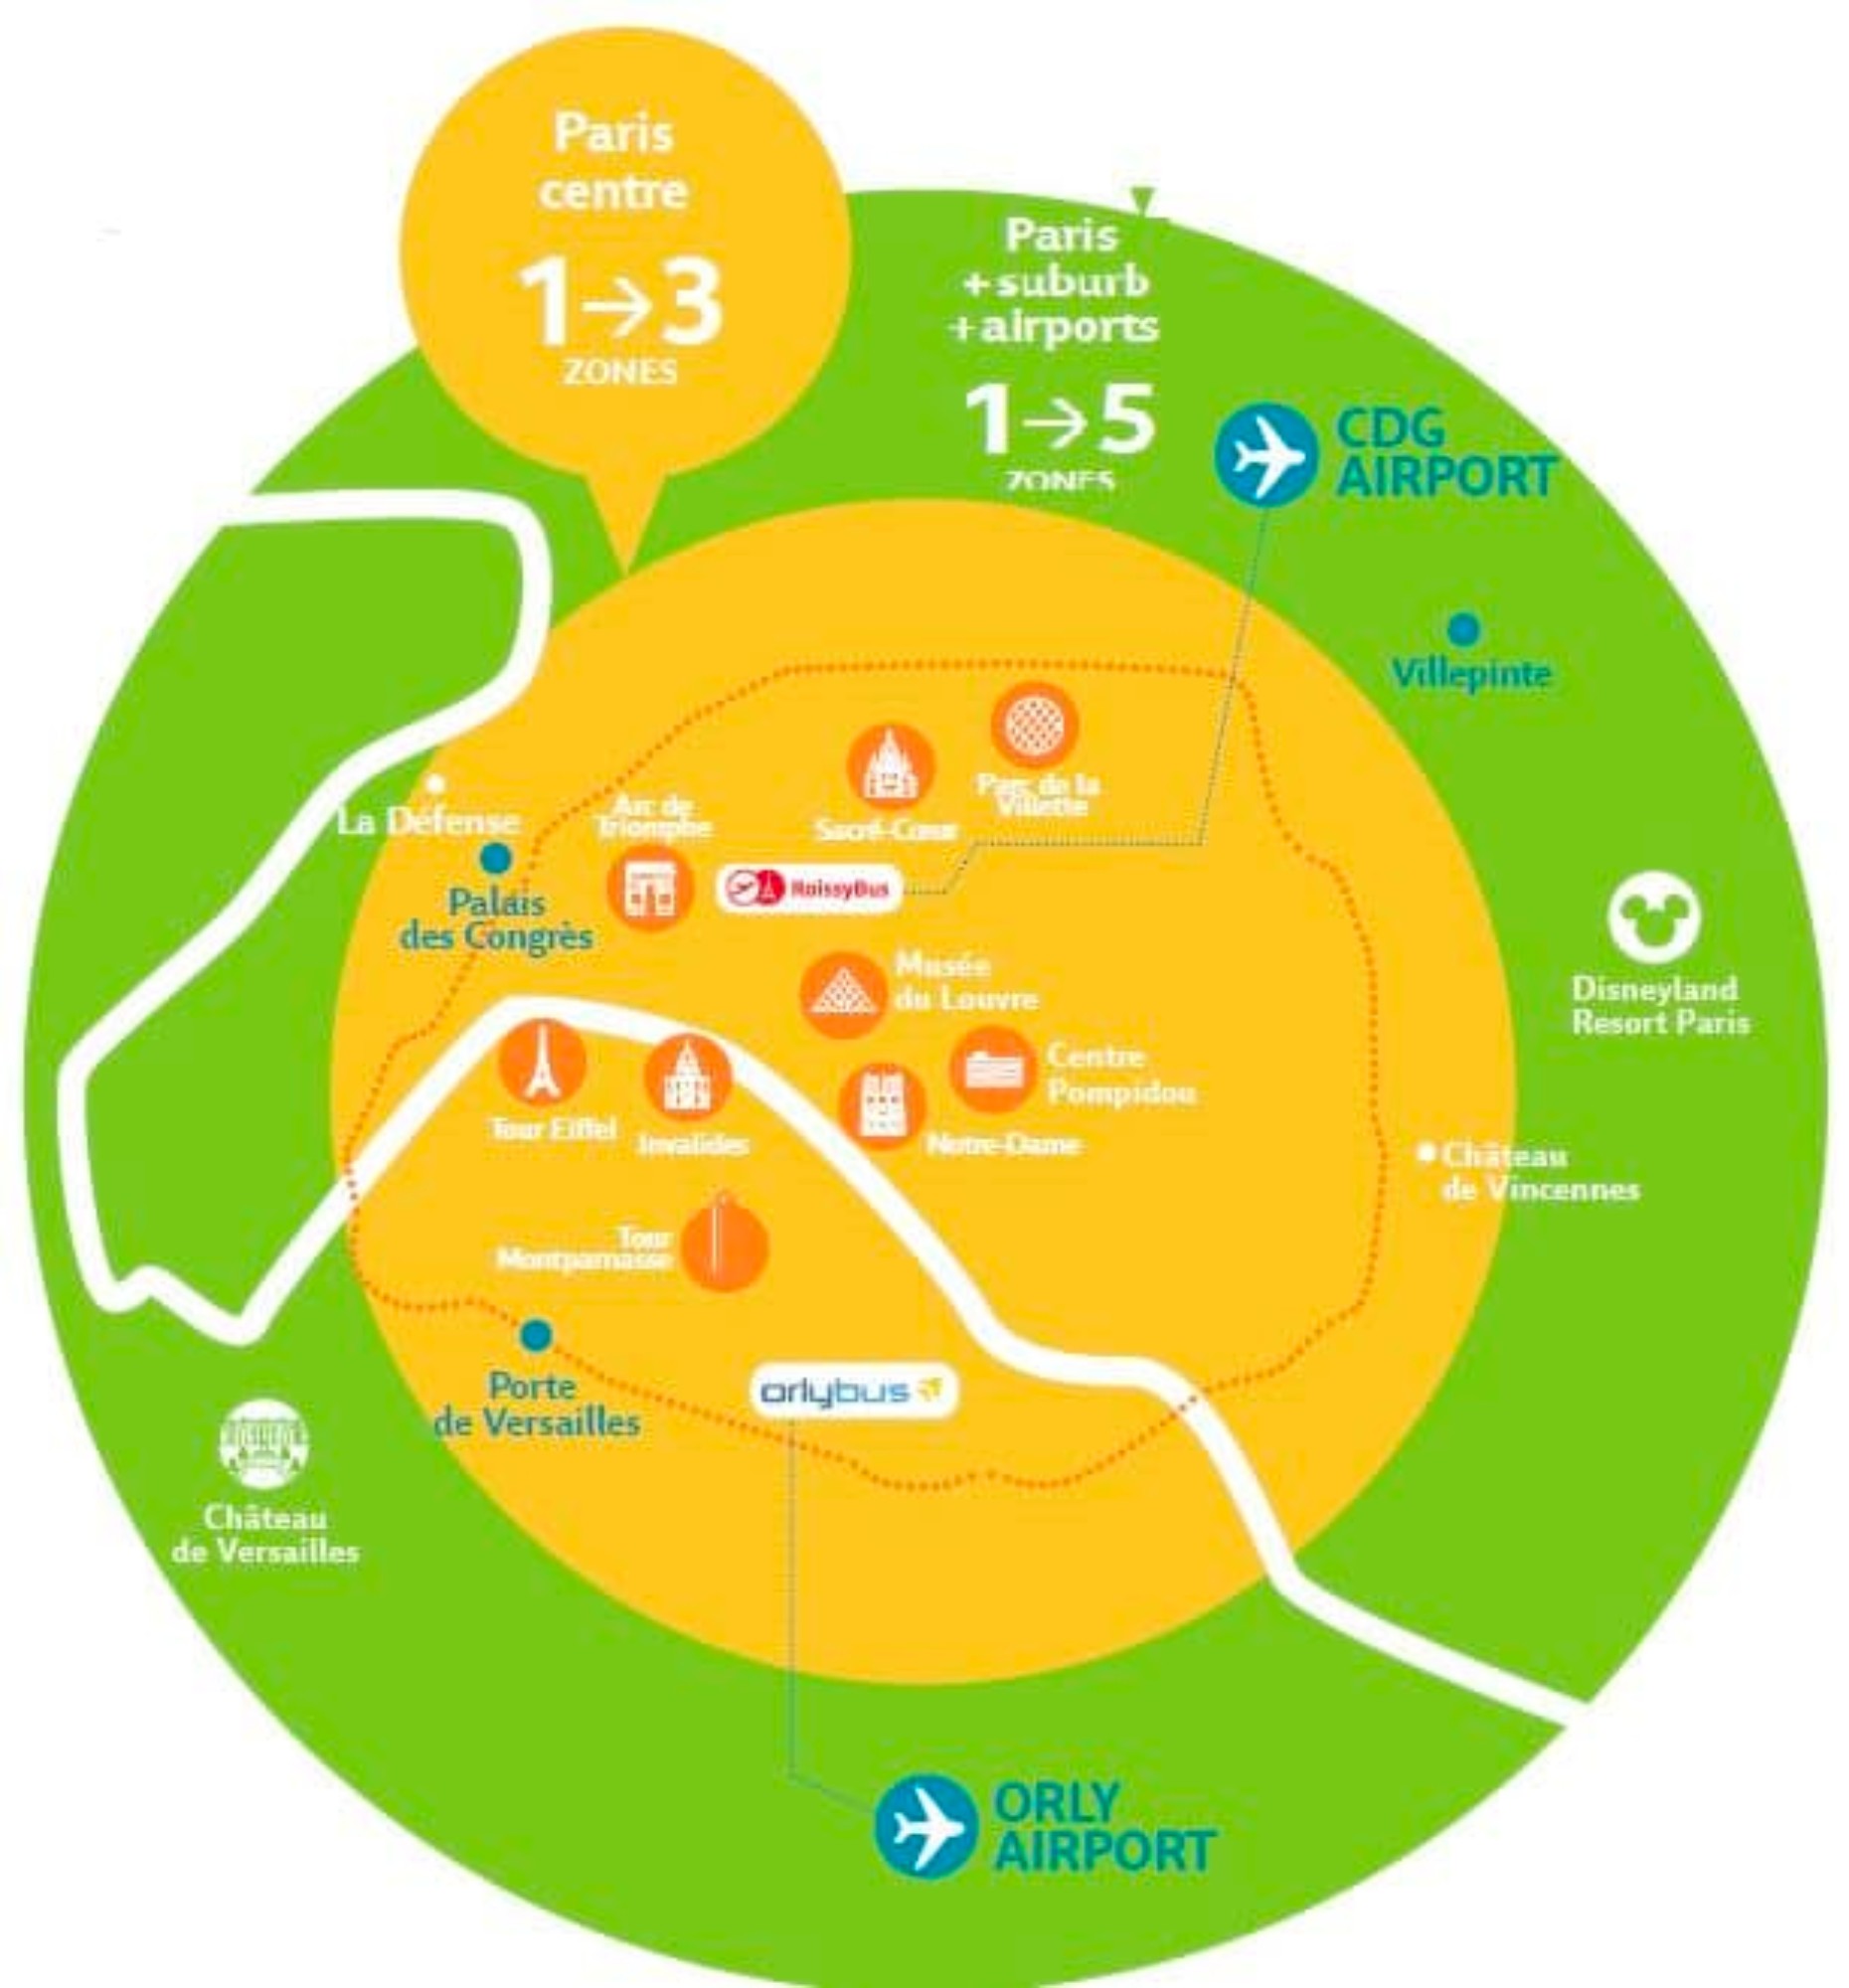 Paris
centre
1→3
ZONES
Paris
+suburb
+airports
1→5
ZONES
CDG
AIRPORT
Villepinte
Parc de la
Villette
Sacré-Cœur
La Défense
Arc de
Triomphe
RoissyBus
Palais
des Congrès
Disneyland
Resort Paris
Musée
du Louvre
Centre
Pompidou
Tour Eiffel
Invalides
Notre-Dame
Château
de Vincennes
Tour
Montparnasse
Porte
de Versailles
orlybus
Château
de Versailles
ORLY
AIRPORT